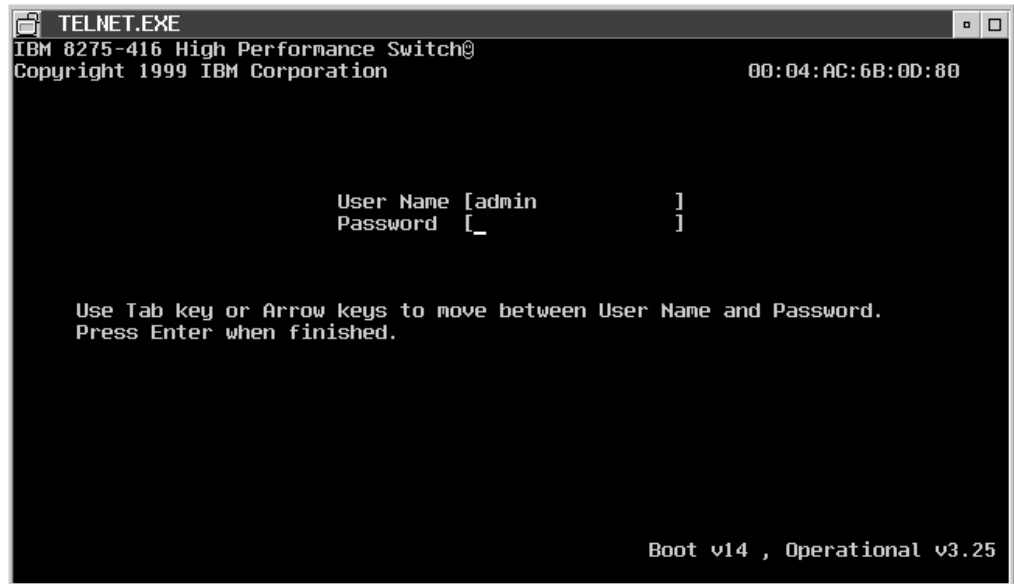 TELNET.EXE
IBM 8275-416 High Performance Switch
Copyright 1999 IBM Corporation 00:04:AC:6B:0D:80
User Name [admin ]
Password [_ ]
Use Tab key or Arrow keys to move between User Name and Password.
Press Enter when finished.
Boot v14 , Operational v3.25